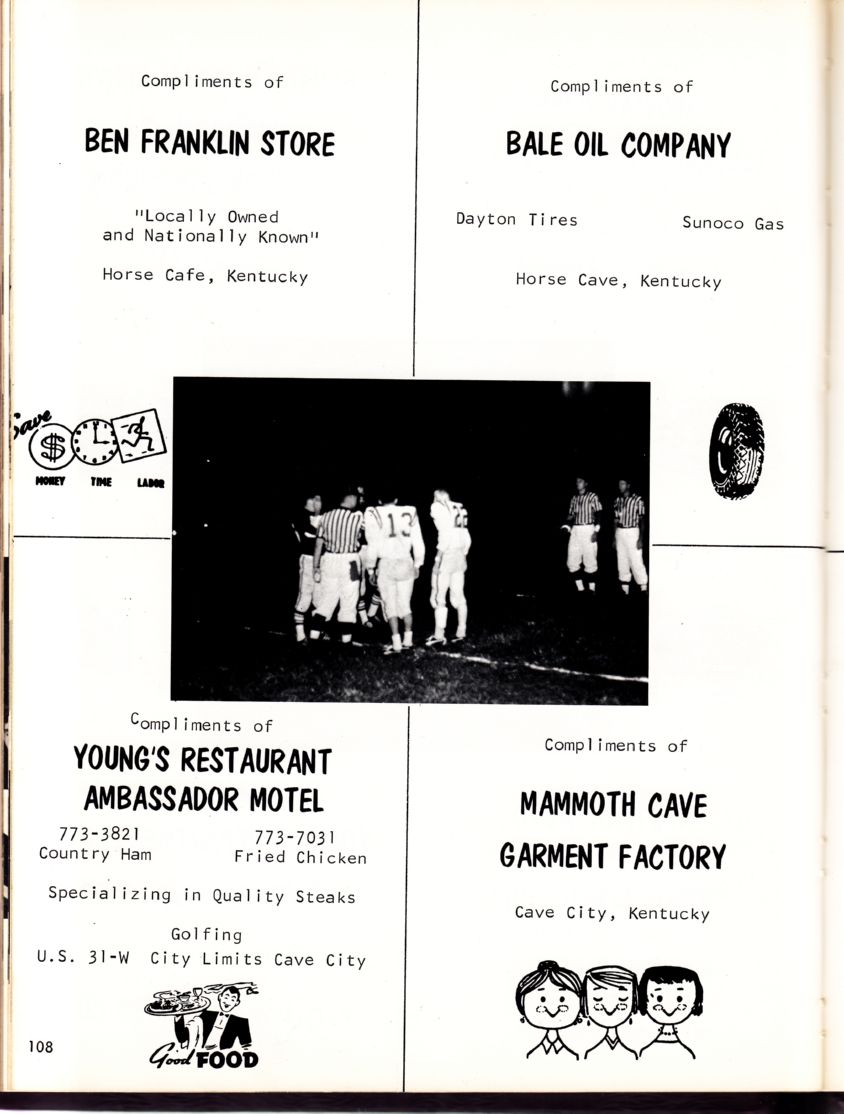 Compliments of
BEN FRANKLIN STORE
"Locally Owned
and Nationally Known"
Horse Cafe, Kentucky
Save
$
MONEY TIME LABOR
Compliments of
BALE OIL COMPANY
Dayton Tires Sunoco Gas
Horse Cave, Kentucky
13
22
Compliments of
YOUNG'S RESTAURANT
AMBASSADOR MOTEL
773-3821 773-7031
Country Ham Fried Chicken
Specializing in Quality Steaks
Golfing
U.S. 31-W City Limits Cave City
Good FOOD
108
Compliments of
MAMMOTH CAVE
GARMENT FACTORY
Cave City, Kentucky